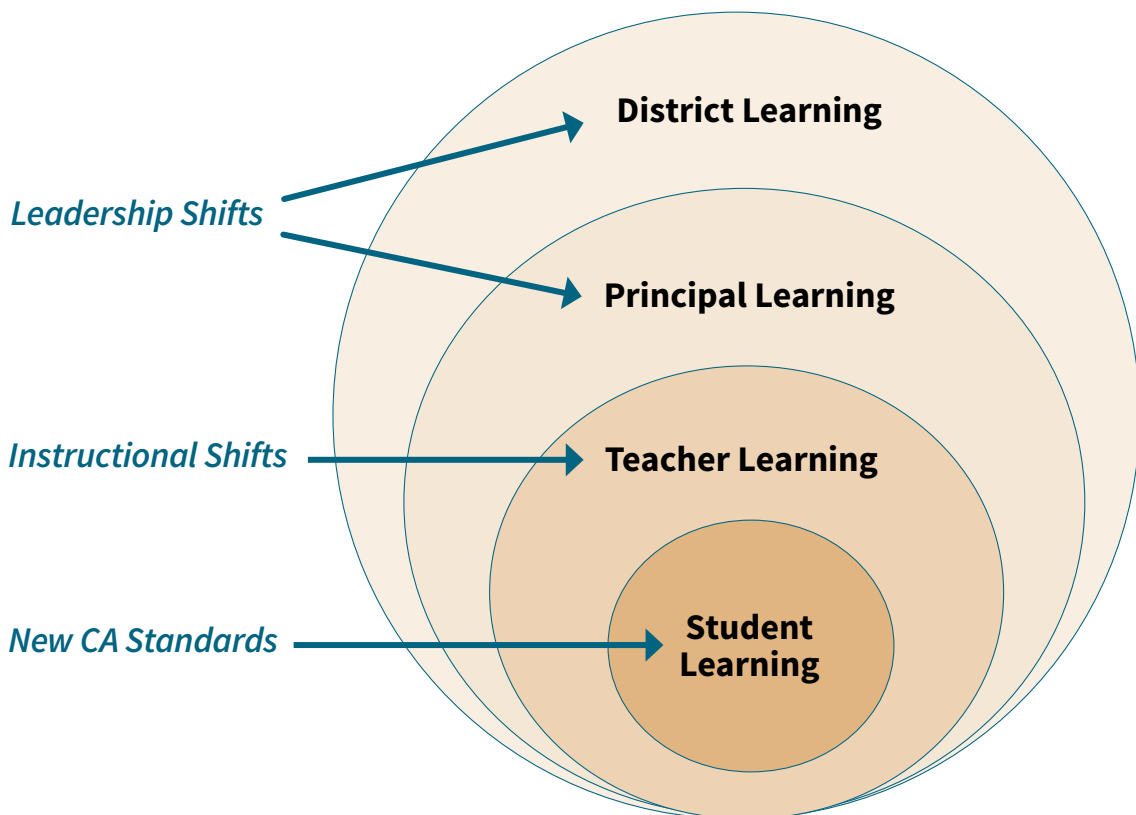 District Learning
Leadership Shifts
Principal Learning
Instructional Shifts
Teacher Learning
New CA Standards
Student
Learning